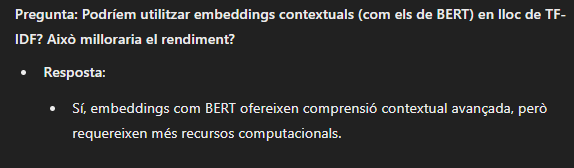 Pregunta: Podríem utilitzar embeddings contextuals (com els de BERT) en lloc de TF-
IDF? Això milloraria el rendiment?
• Resposta:
• Sí, embeddings com BERT ofereixen comprensió contextual avançada, però
requereixen més recursos computacionals.